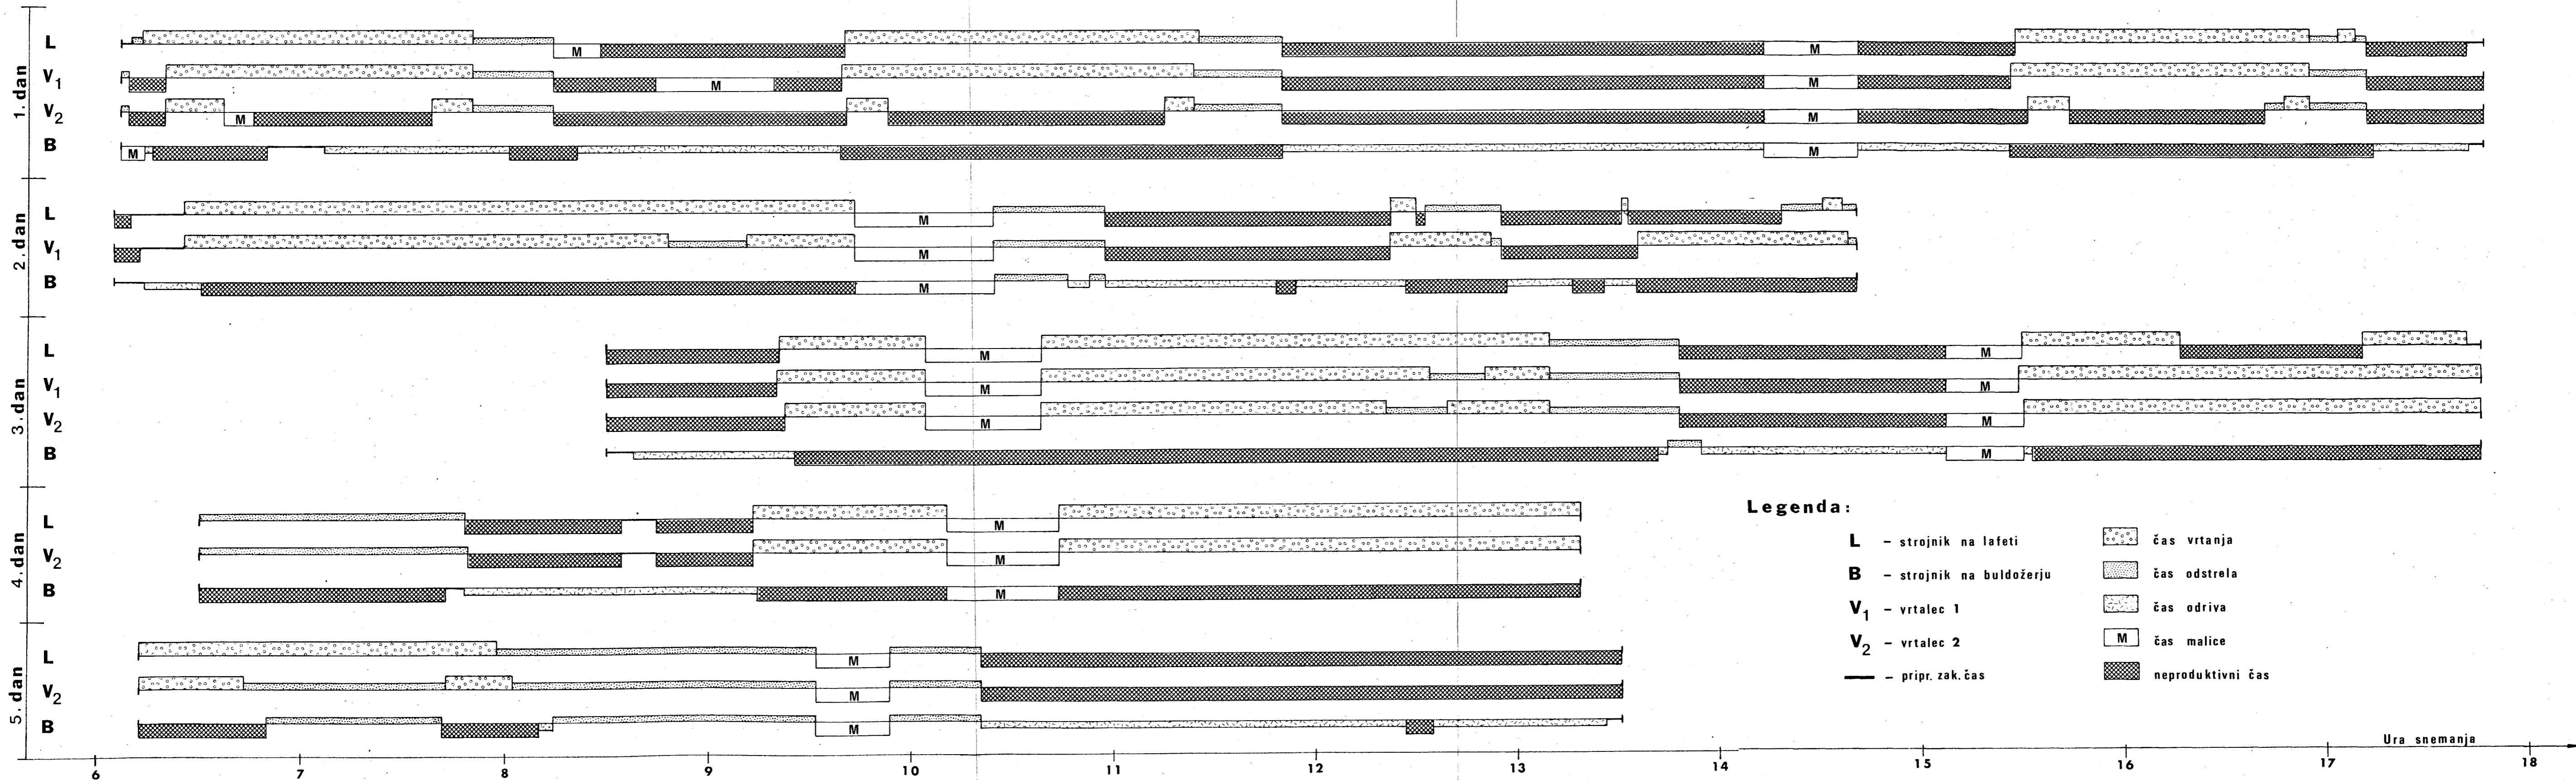 1. dan
L M M
V1 M M
V2 M M
B M M
2. dan
L M
V1 M
B M
3. dan
L M M
V1 M M
V2 M M
B M
4. dan
L M
V2 M
B M
5. dan
L M
V2 M
B M
Legenda:
L – strojnik na lafeti
B – strojnik na buldožerju
V1 – vrtalec 1
V2 – vrtalec 2
– pripr. zak. čas
čas vrtanja
čas odstrela
čas odriva
M čas malice
neproduktivni čas
Ura snemanja
6 7 8 9 10 11 12 13 14 15 16 17 18